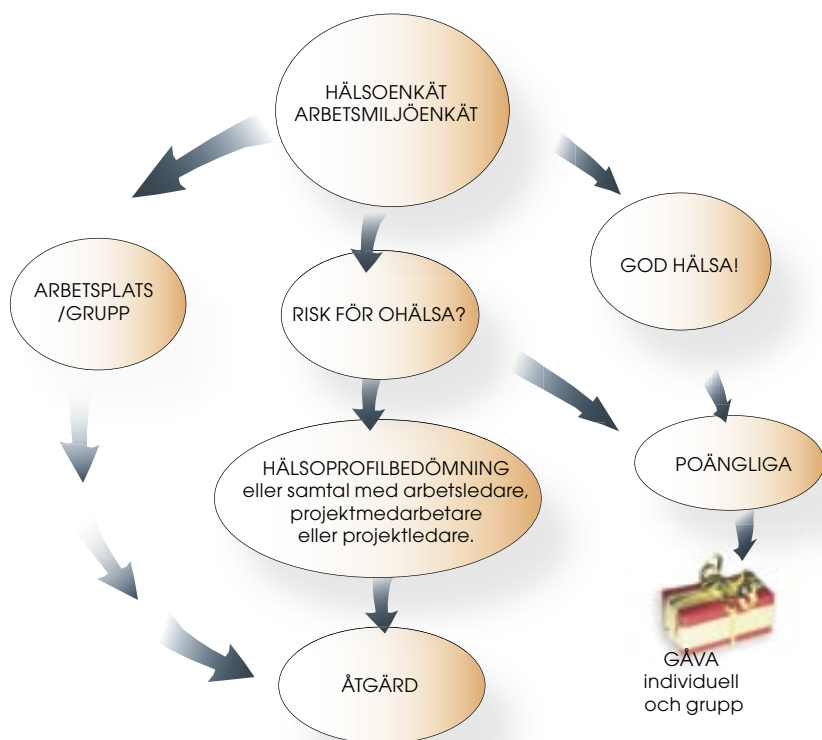 HÄLSOENKÄT
ARBETSMILJÖENKÄT
GOD HÄLSA!
ARBETSPLATS
/GRUPP
RISK FÖR OHÄLSA?
HÄLSOPROFILBEDÖMNING
eller samtal med arbetsledare,
projektmedarbetare
eller projektledare.
POÄNGLIGA
ÅTGÄRD
GÅVA
individuell
och grupp